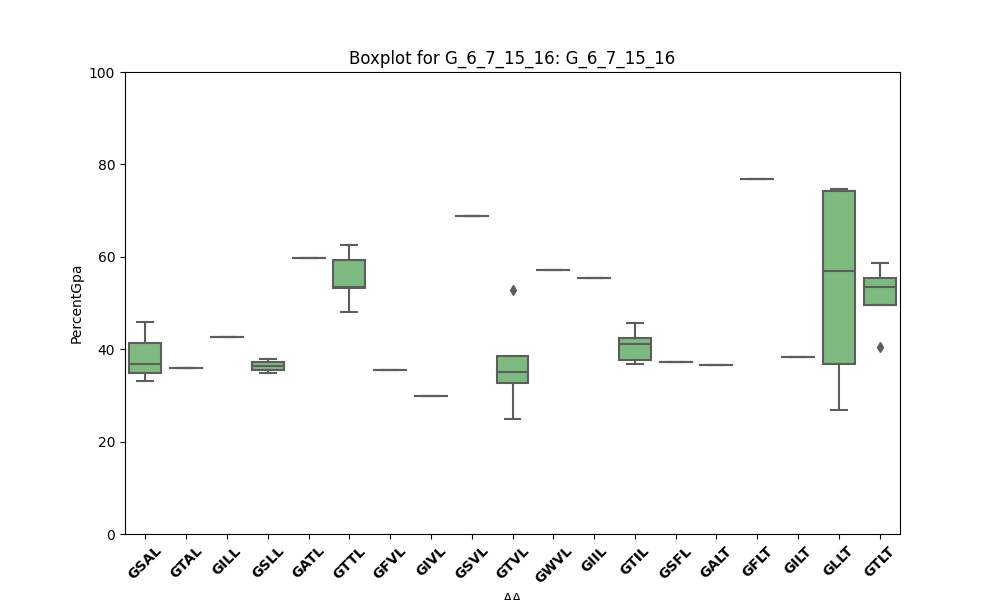 Boxplot for G_6_7_15_16: G_6_7_15_16
PercentGpa
100
80
60
40
20
0
GSAL GTAL GILL GSLL GATL GTTL GFVL GIVL GSVL GTVL GWVL GIIL GTIL GSFL GALT GFLT GILT GLLT GTLT
AA